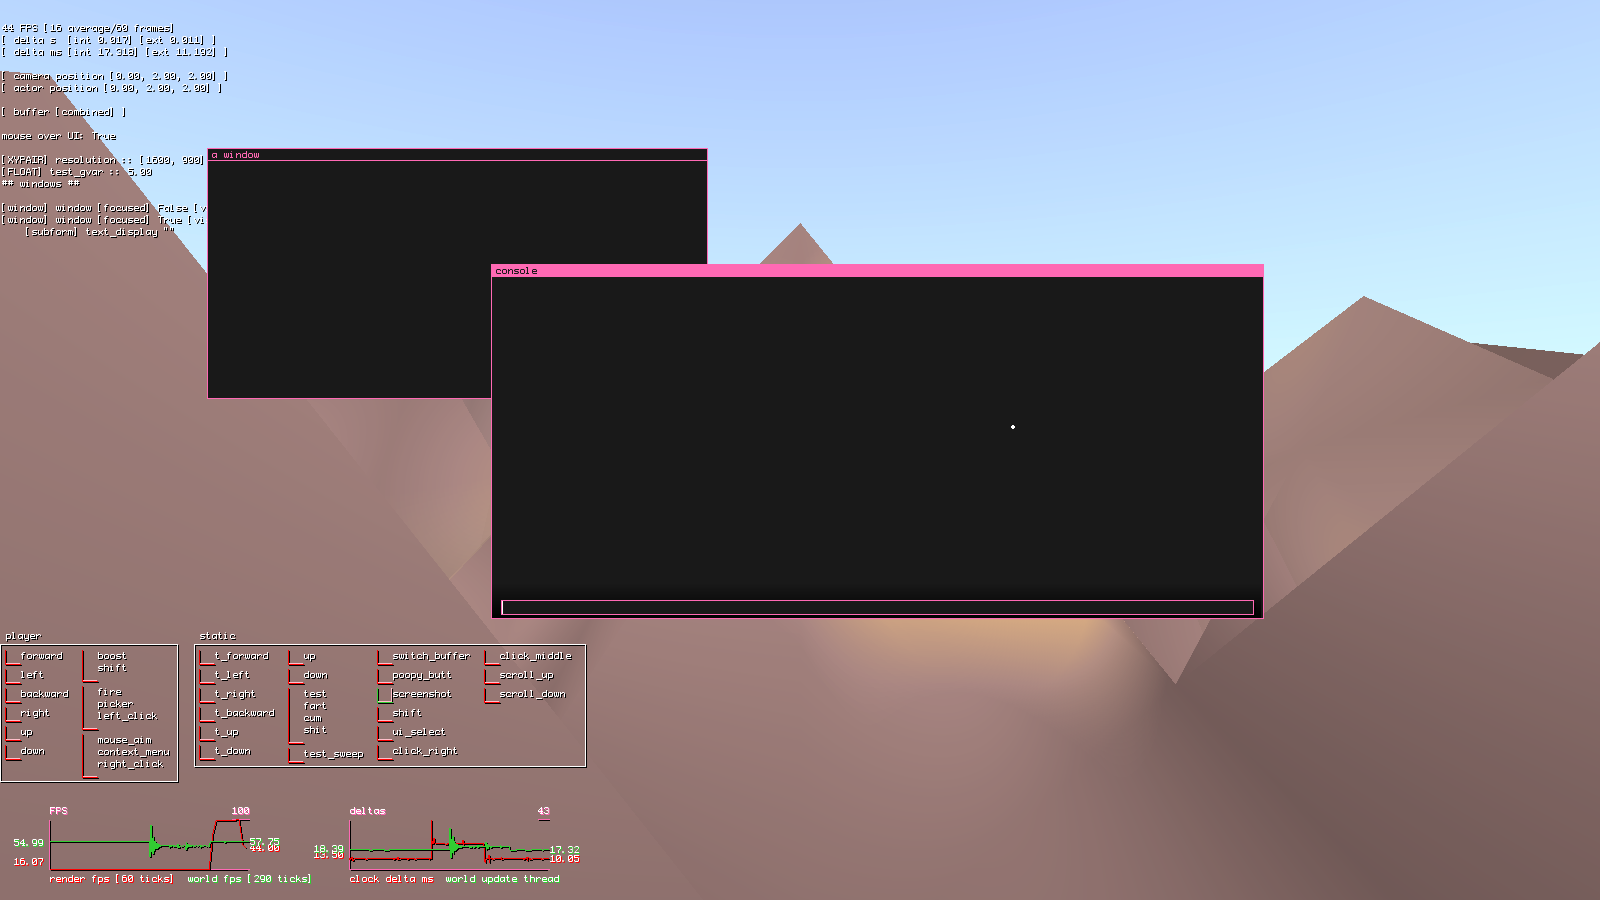 44 FPS [16 average/60 frames]
[ delta s  [int 0.017] [ext 0.011] ]
[ delta ms [int 17.318] [ext 11.192] ]
[ camera position [0.00, 2.00, 2.00] ]
[ actor position [0.00, 2.00, 2.00] ]
[ buffer [combined] ]
mouse over UI: True
[XYPAIR] resolution :: [1600, 900]
[FLOAT] test_gvar :: 5.00
## windows ##
[window] window [focused] False [v
[window] window [focused] True [vi
[subform] text_display ""
a window
console
player
forward
left
backward
right
up
down
boost
shift
fire
picker
left_click
mouse_aim
context_menu
right_click
static
t_forward
t_left
t_right
t_backward
t_up
t_down
up
down
test
fart
cum
shit
test_sweep
switch_buffer
poopy_butt
screenshot
shift
ui_select
click_right
click_middle
scroll_up
scroll_down
FPS 100
54.99
16.07
57.75
44.00
render fps [60 ticks] world fps [290 ticks]
deltas 43
18.39
13.50
17.32
10.05
clock delta ms world update thread